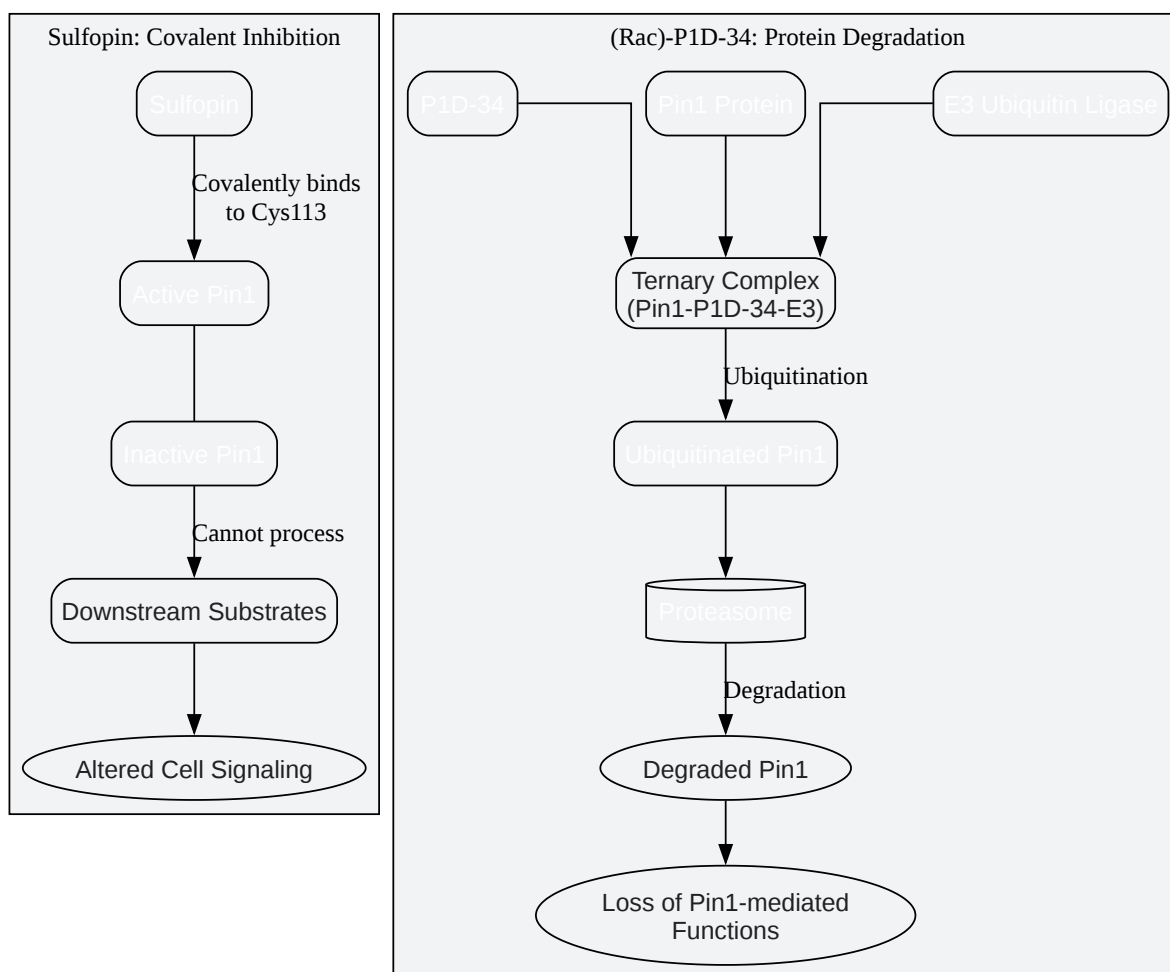 Sulfopin: Covalent Inhibition
Sulfopin
Covalently binds
to Cys113
Active Pin1
Inactive Pin1
Cannot process
Downstream Substrates
Altered Cell Signaling
(Rac)-P1D-34: Protein Degradation
P1D-34
Pin1 Protein
E3 Ubiquitin Ligase
Ternary Complex
(Pin1-P1D-34-E3)
Ubiquitination
Ubiquitinated Pin1
Proteasome
Degradation
Degraded Pin1
Loss of Pin1-mediated
Functions